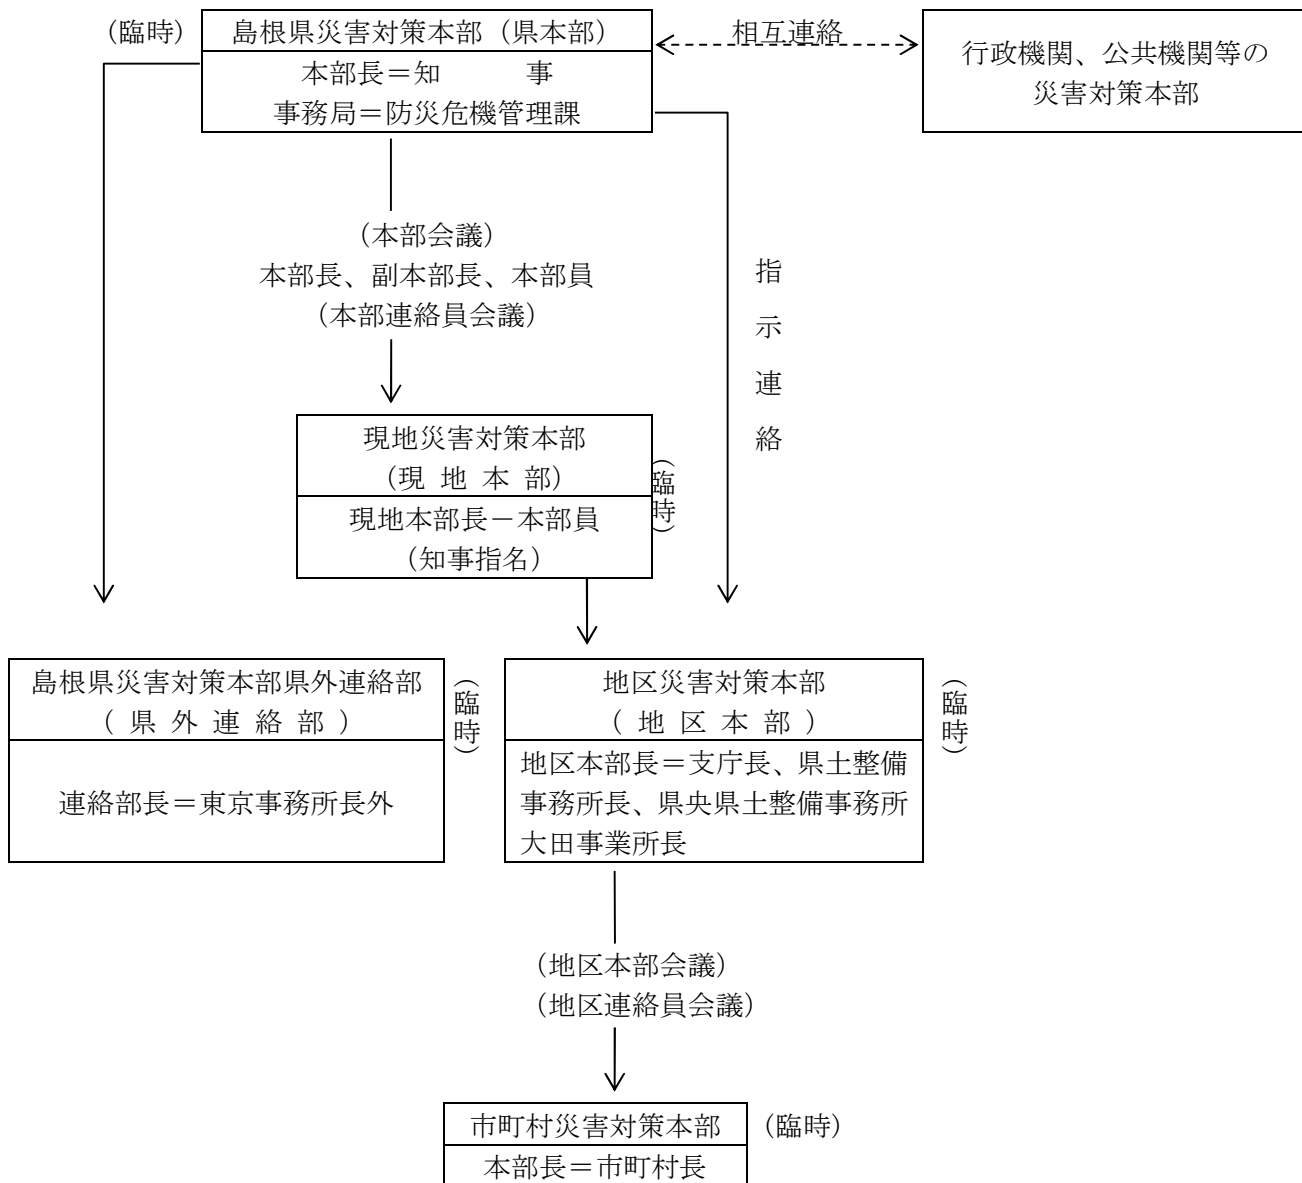 （臨時）
島根県災害対策本部（県本部）
本部長＝知　　　事
事務局＝防災危機管理課
相互連絡
行政機関、公共機関等の
災害対策本部
（本部会議）
本部長、副本部長、本部員
（本部連絡員会議）
指示連絡
現地災害対策本部
（現 地 本 部）
現地本部長－本部員
（知事指名）
（臨時）
島根県災害対策本部県外連絡部
（ 県 外 連 絡 部 ）
連絡部長＝東京事務所長外
（臨時）
地区災害対策本部
（ 地 区 本 部 ）
地区本部長＝支庁長、県土整備
事務所長、県央県土整備事務所
大田事業所長
（臨時）
（地区本部会議）
（地区連絡員会議）
市町村災害対策本部
本部長＝市町村長
（臨時）